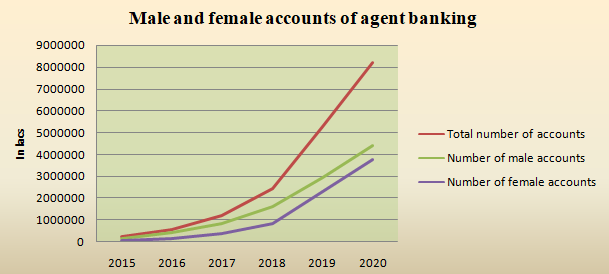 Male and female accounts of agent banking
9000000
8000000
7000000
6000000
5000000
4000000
3000000
2000000
1000000
0
In lacs
2015 2016 2017 2018 2019 2020
Total number of accounts
Number of male accounts
Number of female accounts